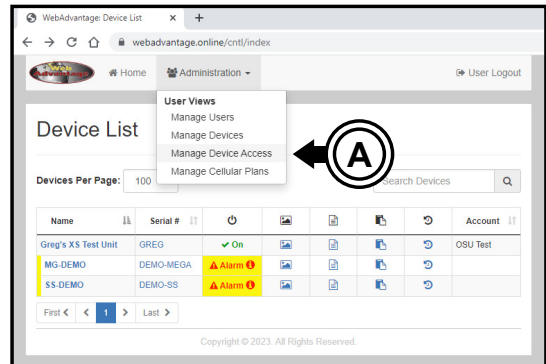 WebAdvantage: Device List
webadvantage.online/cntl/index
Web
Advantage
Home
Administration
User Logout
User Views
Manage Users
Manage Devices
Manage Device Access
Manage Cellular Plans
A
Device List
Devices Per Page: 100
Search Devices
Name Serial # Account
Greg's XS Test Unit GREG On OSU Test
MG-DEMO DEMO-MEGA Alarm
SS-DEMO DEMO-SS Alarm
First 1 Last
Copyright © 2023. All Rights Reserved.